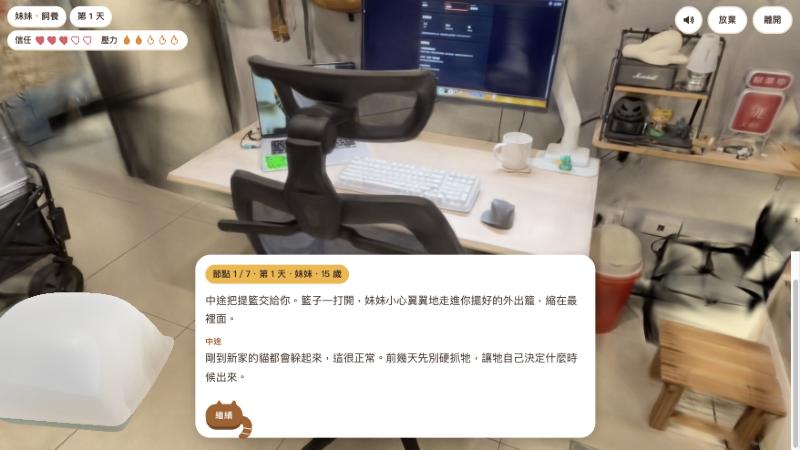 妹妹 · 飼養
第 1 天
信任
壓力
放棄
離開
Marshall
節點 1 / 7 · 第 1 天 · 妹妹 · 15 歲
中途把提籃交給你。籃子一打開，妹妹小心翼翼地走進你擺好的外出籠，縮在最
裡面。
中途
剛到新家的貓都會躲起來，這很正常。前幾天先別硬抓牠，讓牠自己決定什麼時
候出來。
繼續